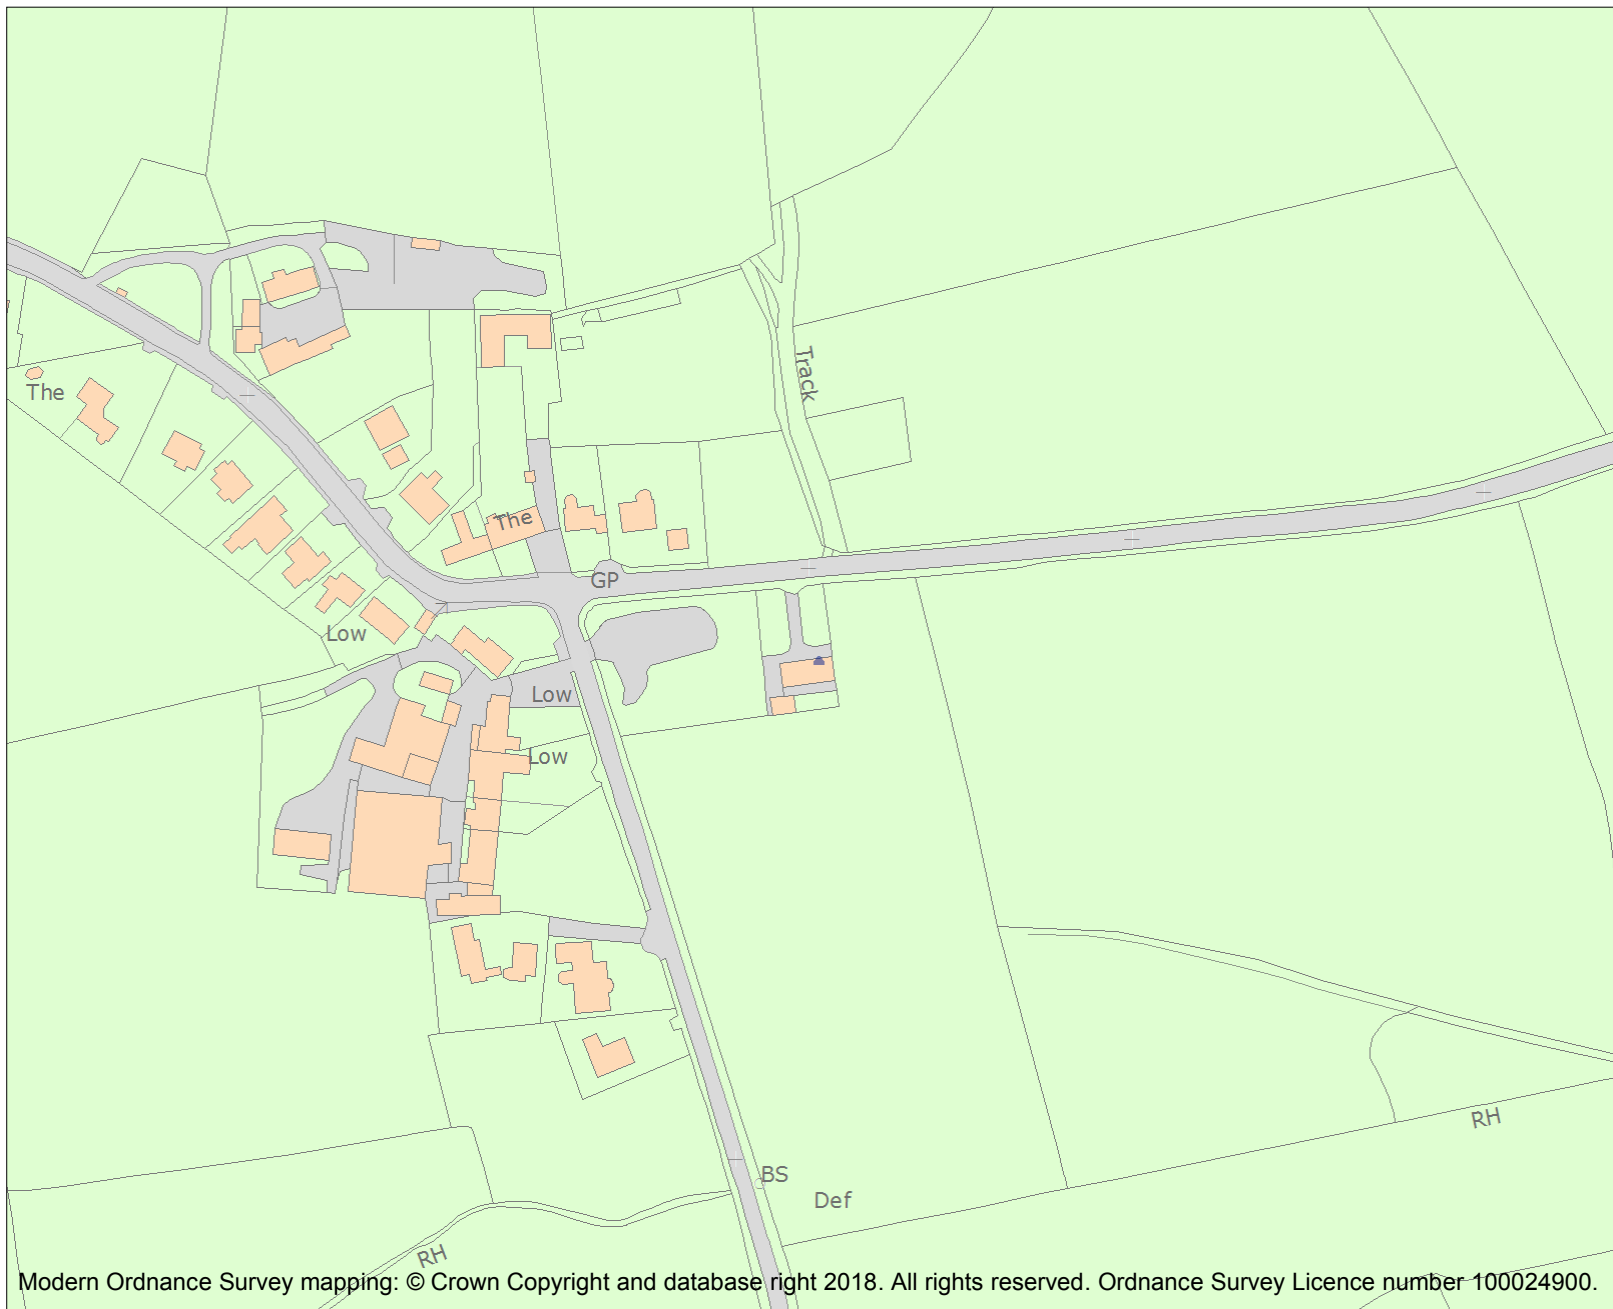 Track
The
The
GP
Low
Low
Low
RH
BS
Def
RH
Modern Ordnance Survey mapping: © Crown Copyright and database right 2018. All rights reserved. Ordnance Survey Licence number 100024900.